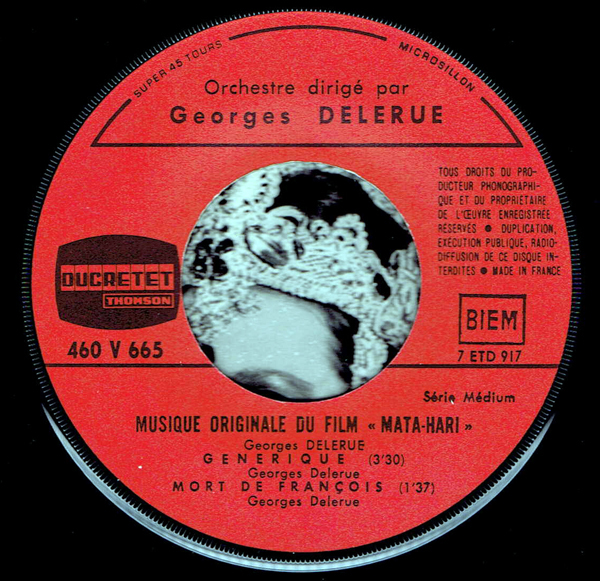 SUPER 45 TOURS
MICROSILLON
Orchestre dirigé par
Georges DELERUE
TOUS DROITS DU PRO-
DUCTEUR PHONOGRAPHI-
QUE ET DU PROPRIÉTAIRE
DE L'ŒUVRE ENREGISTRÉE
RÉSERVÉS ● DUPLICATION,
EXÉCUTION PUBLIQUE, RADIO-
DIFFUSION DE CE DISQUE IN-
TERDITES ● MADE IN FRANCE
DUCRETET
THOMSON
460 V 665
BIEM
7 ETD 917
Série Médium
MUSIQUE ORIGINALE DU FILM « MATA-HARI »
Georges DELERUE
GENERIQUE (3'30)
Georges Delerue
MORT DE FRANÇOIS (1'37)
Georges Delerue